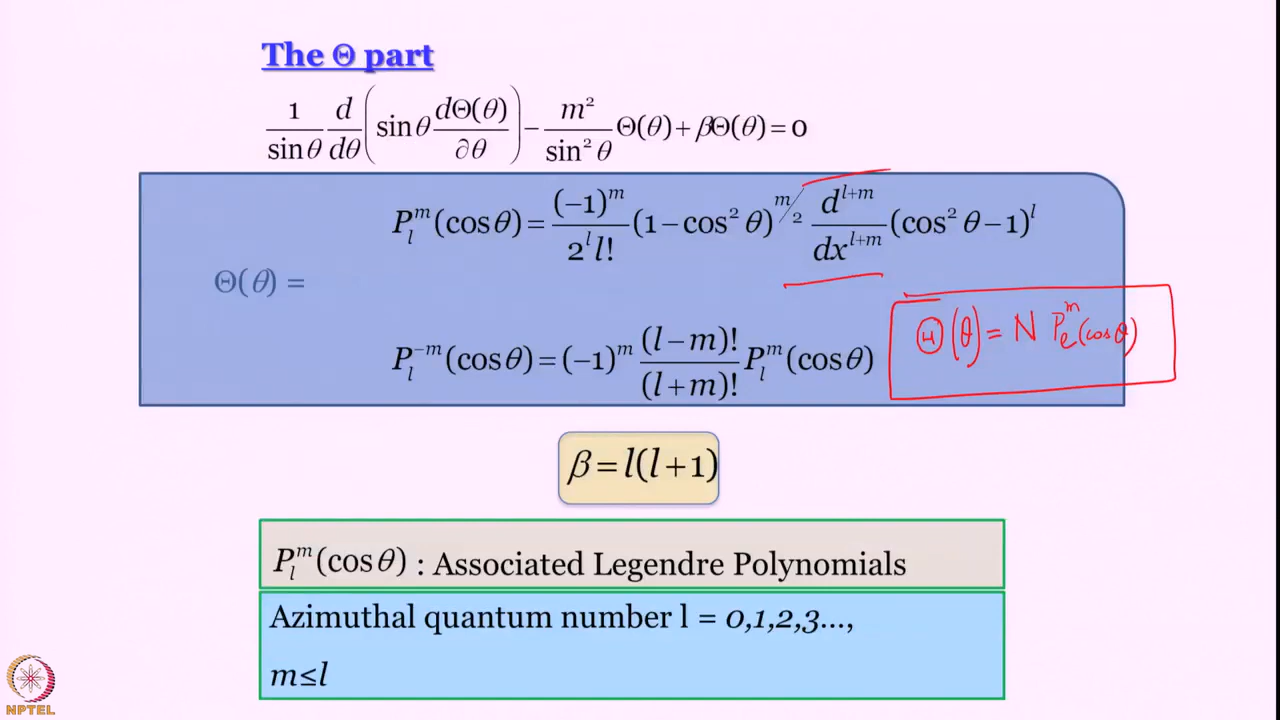 The Θ part
1/sinθ d/dθ (sinθ dΘ(θ)/∂θ) − m²/sin²θ Θ(θ) + βΘ(θ) = 0
P_l^m(cosθ) = (−1)^m/2^l l! (1 − cos²θ)^(m/2) d^(l+m)/dx^(l+m) (cos²θ − 1)^l
Θ(θ) =
Θ(θ) = N P_l^m(cosθ)
P_l^−m(cosθ) = (−1)^m (l − m)!/(l + m)! P_l^m(cosθ)
β = l(l + 1)
P_l^m(cosθ) : Associated Legendre Polynomials
Azimuthal quantum number l = 0,1,2,3...,
m≤l
NPTEL